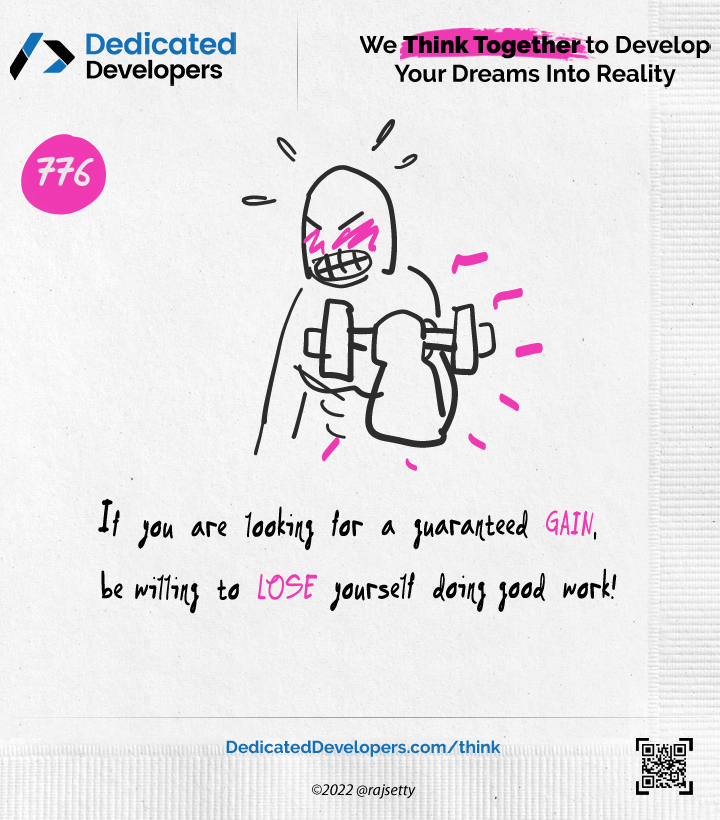 Dedicated
Developers
We Think Together to Develop
Your Dreams Into Reality
776
If you are looking for a guaranteed GAIN,
be willing to LOSE yourself doing good work!
DedicatedDevelopers.com/think
©2022 @rajsetty